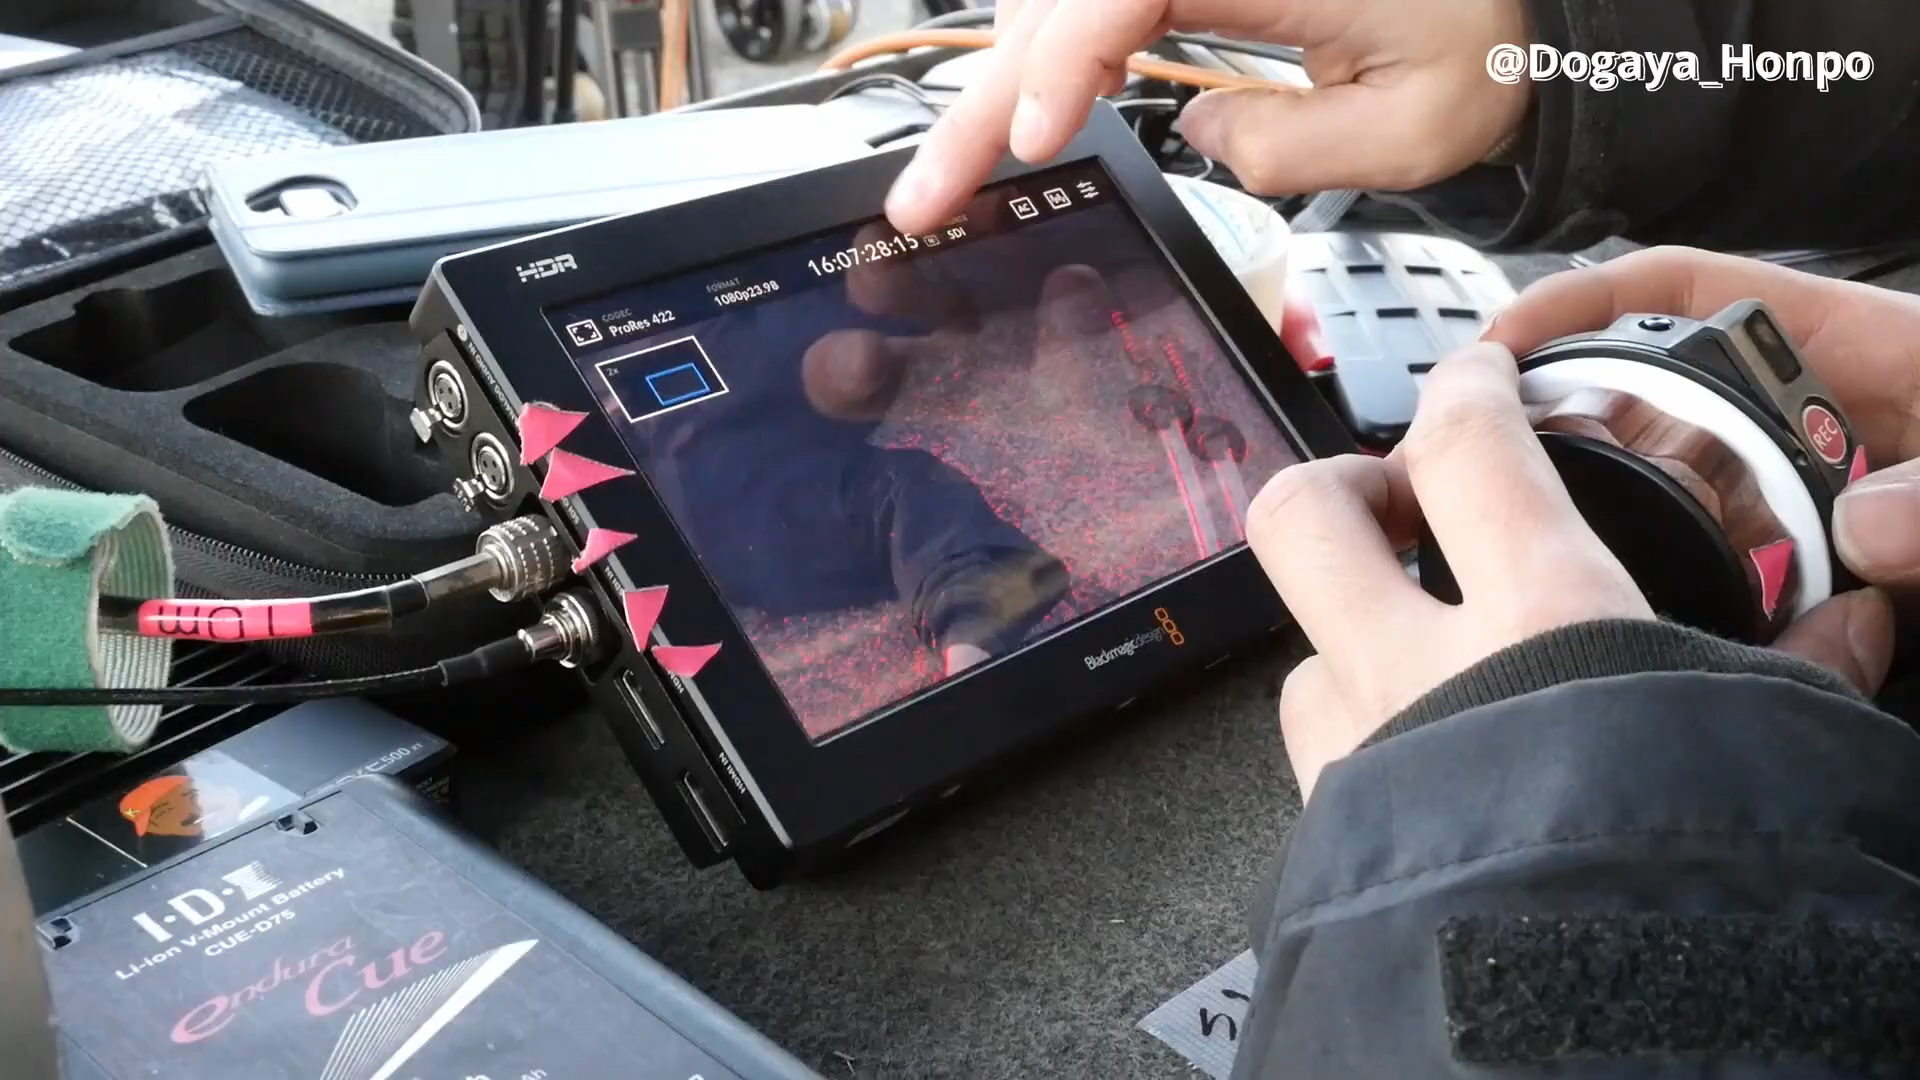 @Dogaya_Honpo
HDR
CODEC
ProRes 422
FORMAT
1080p23.98
16:07:28:15
SDI
AC
2x
REC
10m
HDMI IN
Blackmagicdesign
I·D·X
Li-ion V-Mount Battery
CUE-D75
endura
Cue